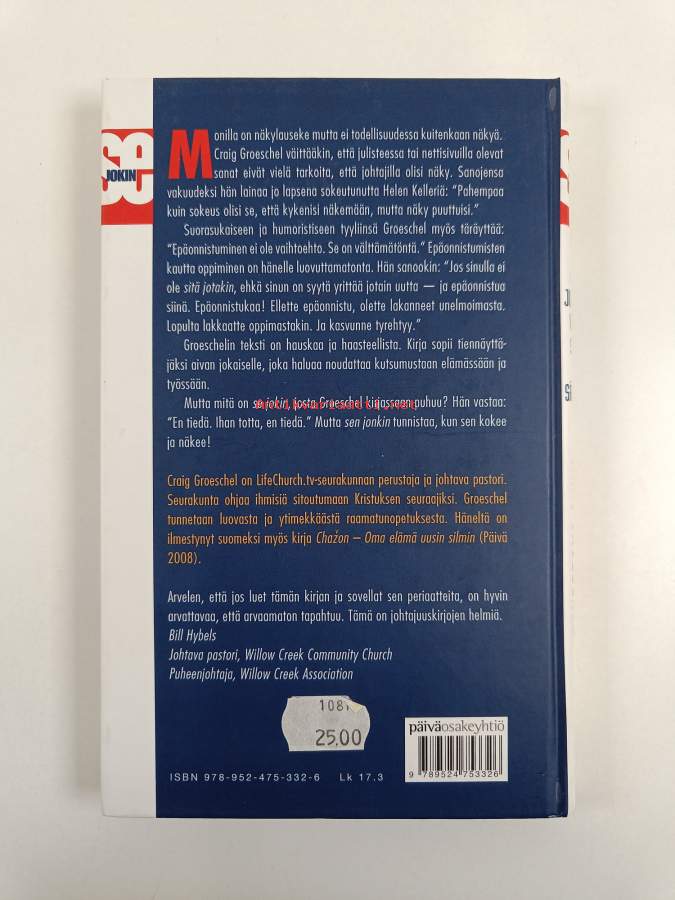 SE
JOKIN
Monilla on näkylauseke mutta ei todellisuudessa kuitenkaan näkyä.
Craig Groeschel väittääkin, että julisteessa tai nettisivuilla olevat
sanat eivät vielä tarkoita, että johtajilla olisi näky. Sanojensa
vakuudeksi hän lainaa jo lapsena sokeutunutta Helen Kelleriä: "Pahempaa
kuin sokeus olisi se, että kykenisi näkemään, mutta näky puuttuisi."
Suorasukaiseen ja humoristiseen tyyliinsä Groeschel myös töräyttää:
"Epäonnistuminen ei ole vaihtoehto. Se on välttämätöntä." Epäonnistumisten
kautta oppiminen on hänelle luovuttamatonta. Hän sanookin: "Jos sinulla ei
ole sitä jotakin, ehkä sinun on syytä yrittää jotain uutta — ja epäonnistua
siinä. Epäonnistukaa! Ellette epäonnistu, olette lakanneet unelmoimasta.
Lopulta lakkaatte oppimastakin. Ja kasvunne tyrehtyy."
Groeschelin teksti on hauskaa ja haasteellista. Kirja sopii tiennäyttä-
jäksi aivan jokaiselle, joka haluaa noudattaa kutsumustaan elämässään ja
työssään.
Mutta mitä on se jokin, josta Groeschel kirjassaan puhuu? Hän vastaa:
"En tiedä. Ihan totta, en tiedä." Mutta sen jonkin tunnistaa, kun sen kokee
ja näkee!
Antikvariaatti.net
Craig Groeschel on LifeChurch.tv-seurakunnan perustaja ja johtava pastori.
Seurakunta ohjaa ihmisiä sitoutumaan Kristuksen seuraajiksi. Groeschel
tunnetaan luovasta ja ytimekkäästä raamatunopetuksesta. Häneltä on
ilmestynyt suomeksi myös kirja Chažon – Oma elämä uusin silmin (Päivä
2008).
Arvelen, että jos luet tämän kirjan ja sovellat sen periaatteita, on hyvin
arvattavaa, että arvaamaton tapahtuu. Tämä on johtajuuskirjojen helmiä.
Bill Hybels
Johtava pastori, Willow Creek Community Church
Puheenjohtaja, Willow Creek Association
25.00
päiväosakeyhtiö
9 789524 753326
ISBN 978-952-475-332-6 Lk 17.3